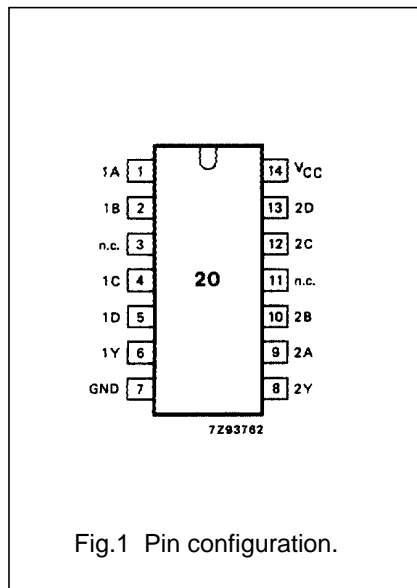 1A 1 14 VCC
1B 2 13 2D
n.c. 3 12 2C
1C 4 20 11 n.c.
1D 5 10 2B
1Y 6 9 2A
GND 7 8 2Y
7Z93762
Fig.1 Pin configuration.